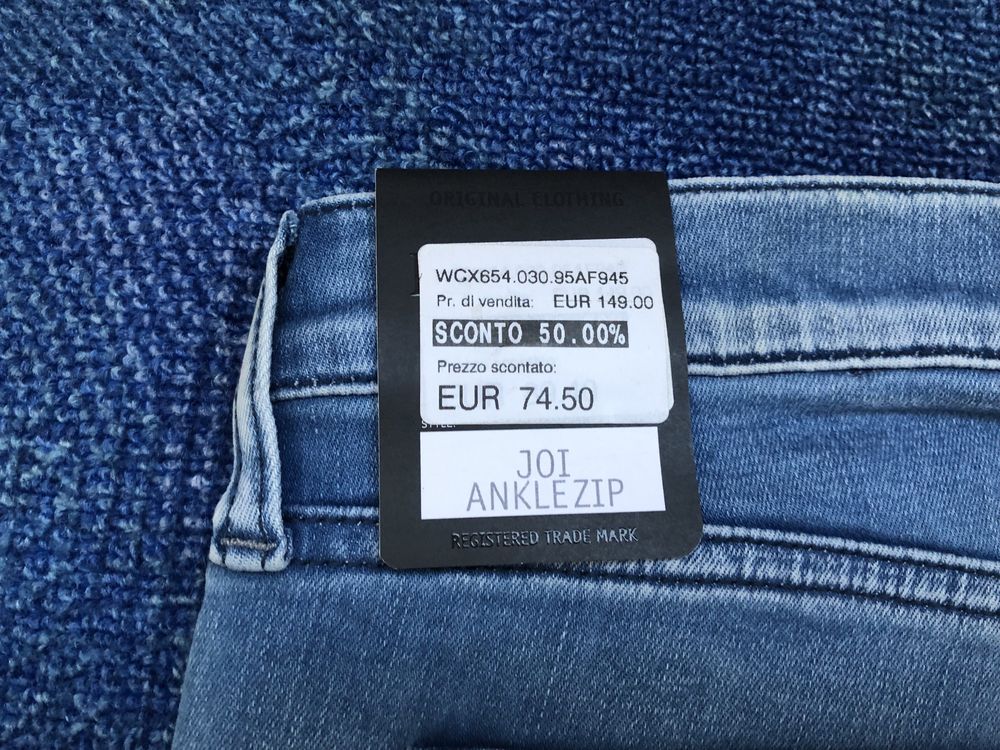 ORIGINAL CLOTHING
WCX654.030.95AF945
Pr. di vendita: EUR 149.00
SCONTO 50.00%
Prezzo scontato:
EUR 74.50
STYLE:
JOI
ANKLEZIP
REGISTERED TRADE MARK